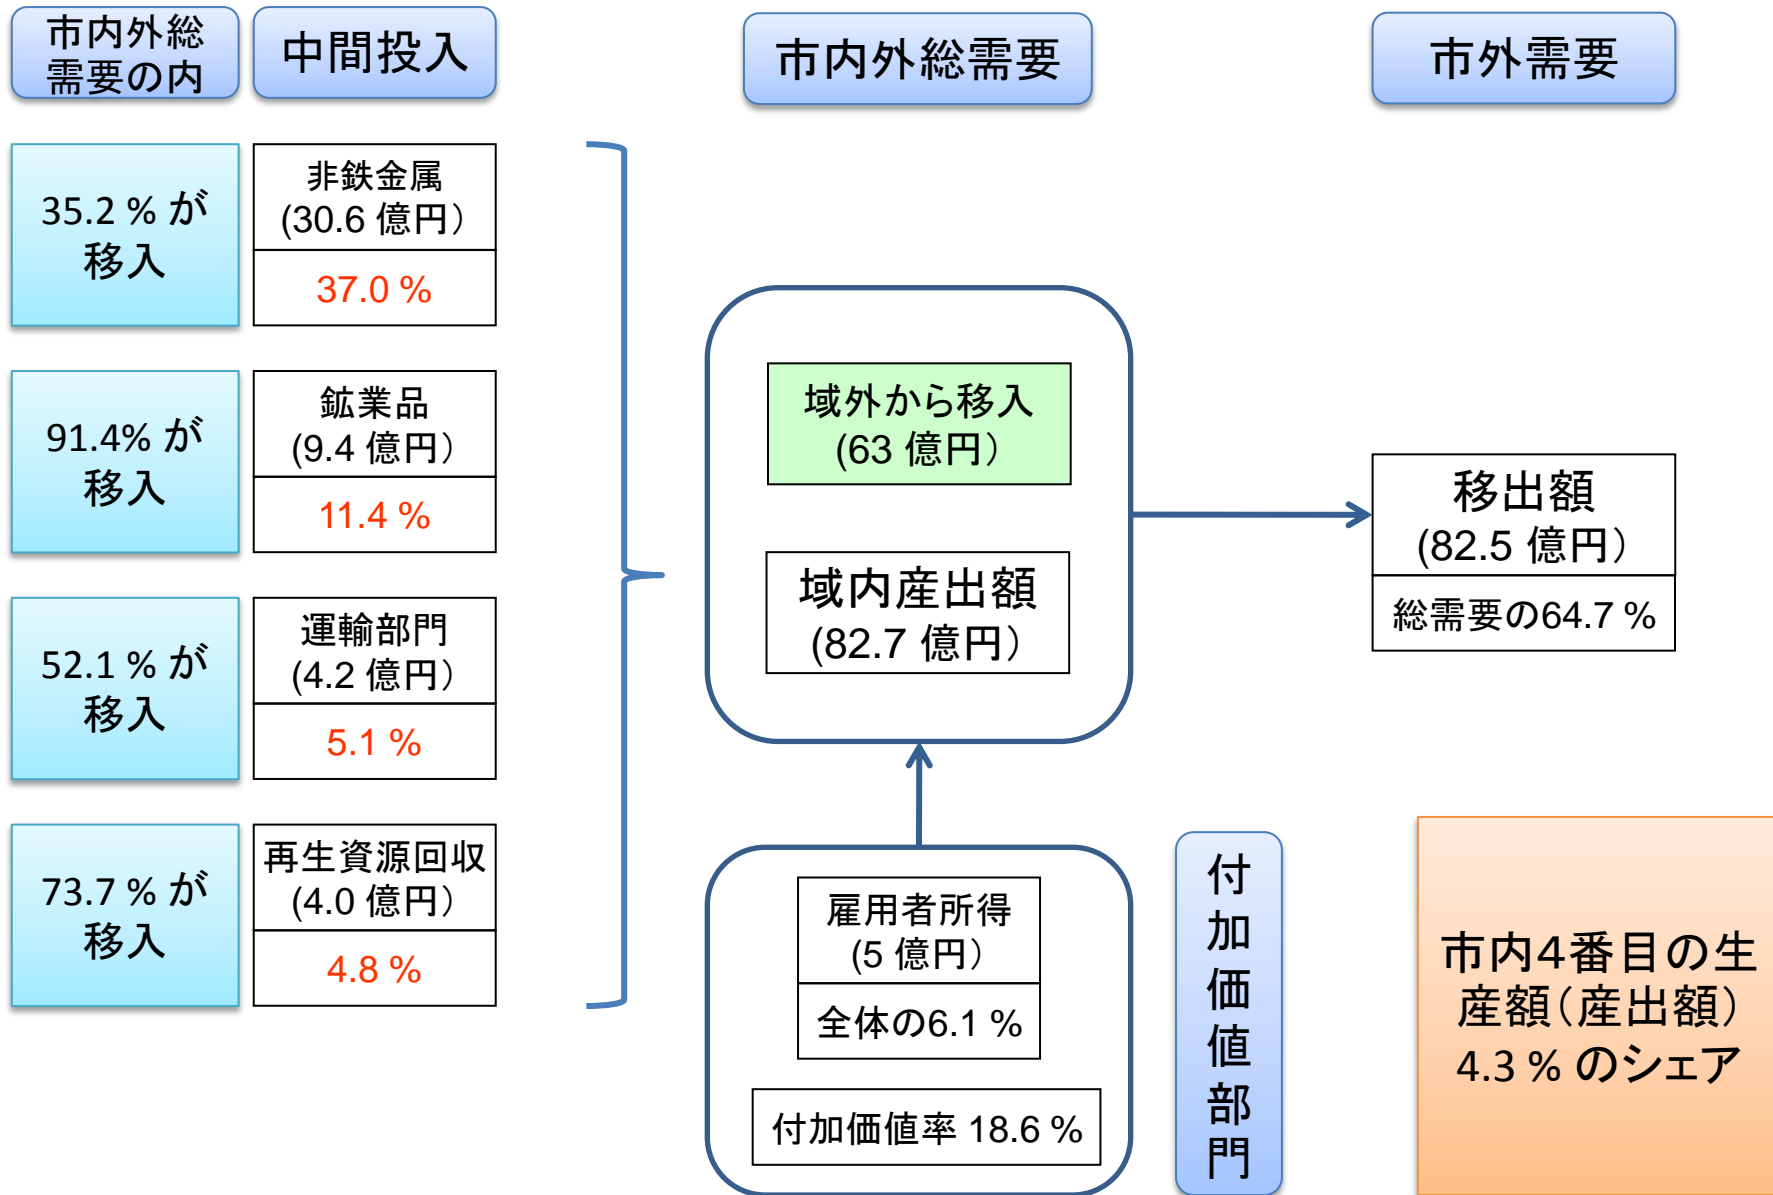 市内外総
需要の内
中間投入
市内外総需要
市外需要
35.2 % が
移入
非鉄金属
(30.6 億円）
37.0 %
91.4% が
移入
鉱業品
(9.4 億円）
11.4 %
52.1 % が
移入
運輸部門
(4.2 億円）
5.1 %
73.7 % が
移入
再生資源回収
(4.0 億円）
4.8 %
域外から移入
(63 億円）
域内産出額
(82.7 億円）
移出額
(82.5 億円）
総需要の64.7 %
雇用者所得
(5 億円）
全体の6.1 %
付加価値率 18.6 %
付加価値部門
市内４番目の生
産額（産出額）
4.3 % のシェア